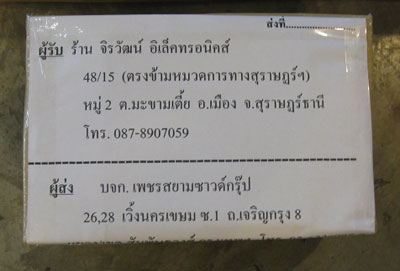 ส่งที่....................
ผู้รับ ร้าน จิรวัฒน์ อิเล็คทรอนิคส์
48/15 (ตรงข้ามหมวดการทางสุราษฎร์ฯ)
หมู่ 2 ต.มะขามเตี้ย อ.เมือง จ.สุราษฎร์ธานี
โทร. 087-8907059
ผู้ส่ง บจก. เพชรสยามซาวด์กรุ๊ป
26,28 เวิ้งนครเขษม ซ.1 ถ.เจริญกรุง 8